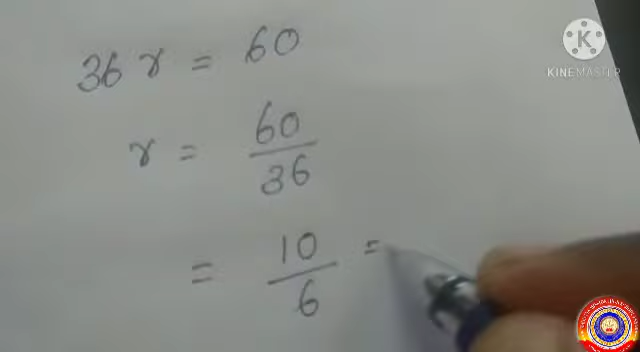 36 r = 60
r = 60/36
= 10/6 =
KINEMASTER